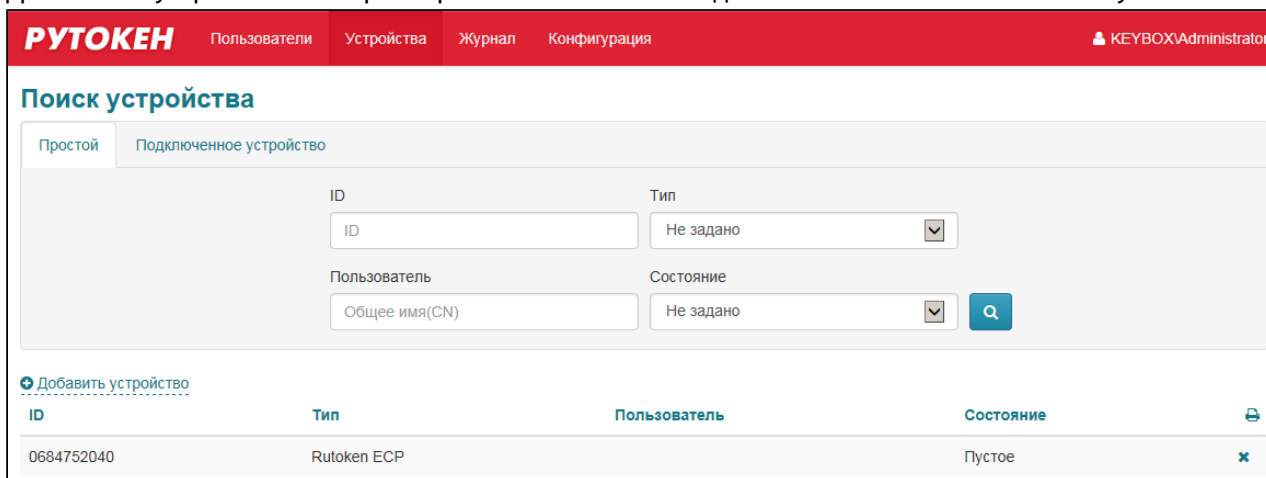 РУТОКЕН Пользователи Устройства Журнал Конфигурация KEYBOX\Administrator
Поиск устройства
Простой Подключенное устройство
ID Тип
ID Не задано
Пользователь Состояние
Общее имя(CN) Не задано
Добавить устройство
ID Тип Пользователь Состояние
0684752040 Rutoken ECP Пустое